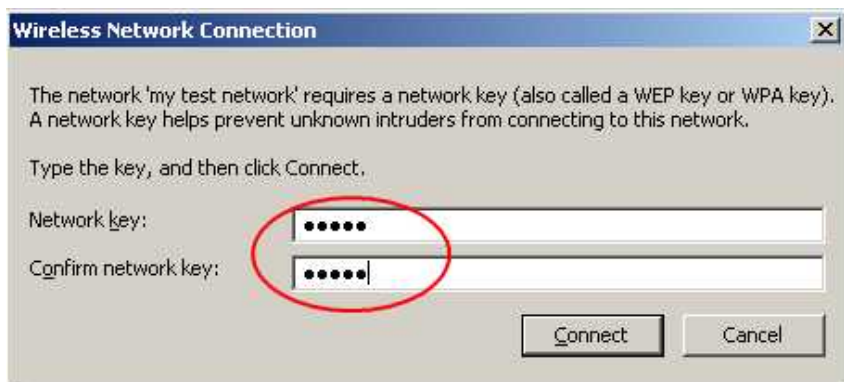 Wireless Network Connection
The network 'my test network' requires a network key (also called a WEP key or WPA key).
A network key helps prevent unknown intruders from connecting to this network.
Type the key, and then click Connect.
Network key: •••••
Confirm network key: •••••
Connect Cancel